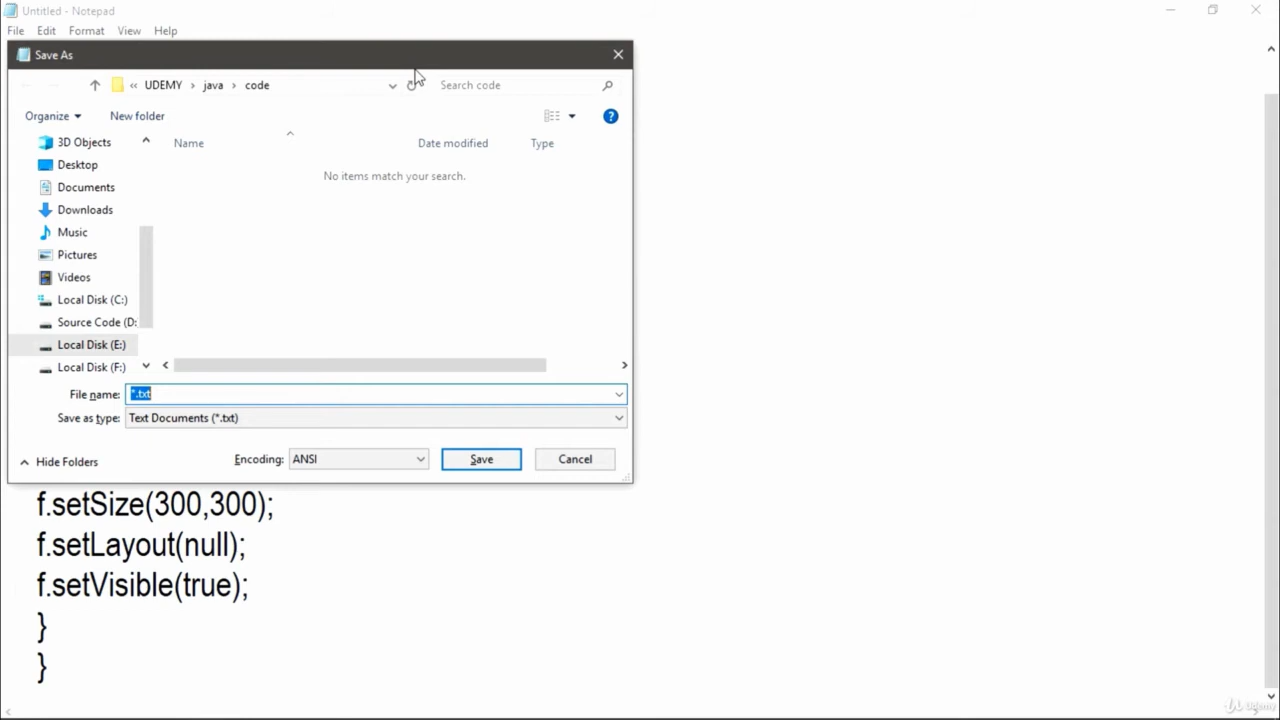 Untitled - Notepad
File Edit Format View Help
Save As
« UDEMY › java › code
Search code
Organize New folder
Name Date modified Type
No items match your search.
3D Objects
Desktop
Documents
Downloads
Music
Pictures
Videos
Local Disk (C:)
Source Code (D:
Local Disk (E:)
Local Disk (F:)
File name: *.txt
Save as type: Text Documents (*.txt)
Hide Folders Encoding: ANSI Save Cancel
f.setSize(300,300);
f.setLayout(null);
f.setVisible(true);
}
}
Udemy